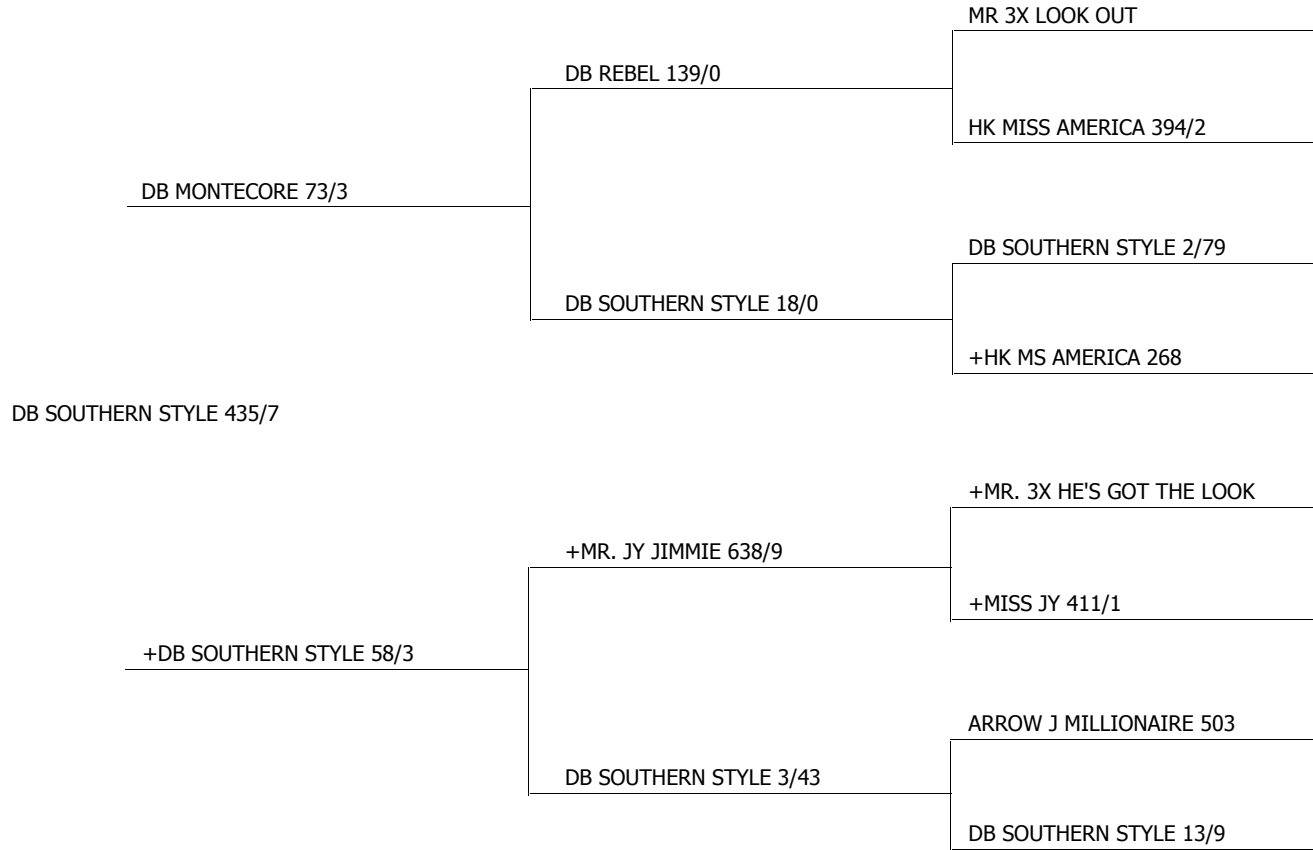 MR 3X LOOK OUT
DB REBEL 139/0
HK MISS AMERICA 394/2
DB MONTECORE 73/3
DB SOUTHERN STYLE 2/79
DB SOUTHERN STYLE 18/0
+HK MS AMERICA 268
DB SOUTHERN STYLE 435/7
+MR. 3X HE'S GOT THE LOOK
+MR. JY JIMMIE 638/9
+MISS JY 411/1
+DB SOUTHERN STYLE 58/3
ARROW J MILLIONAIRE 503
DB SOUTHERN STYLE 3/43
DB SOUTHERN STYLE 13/9